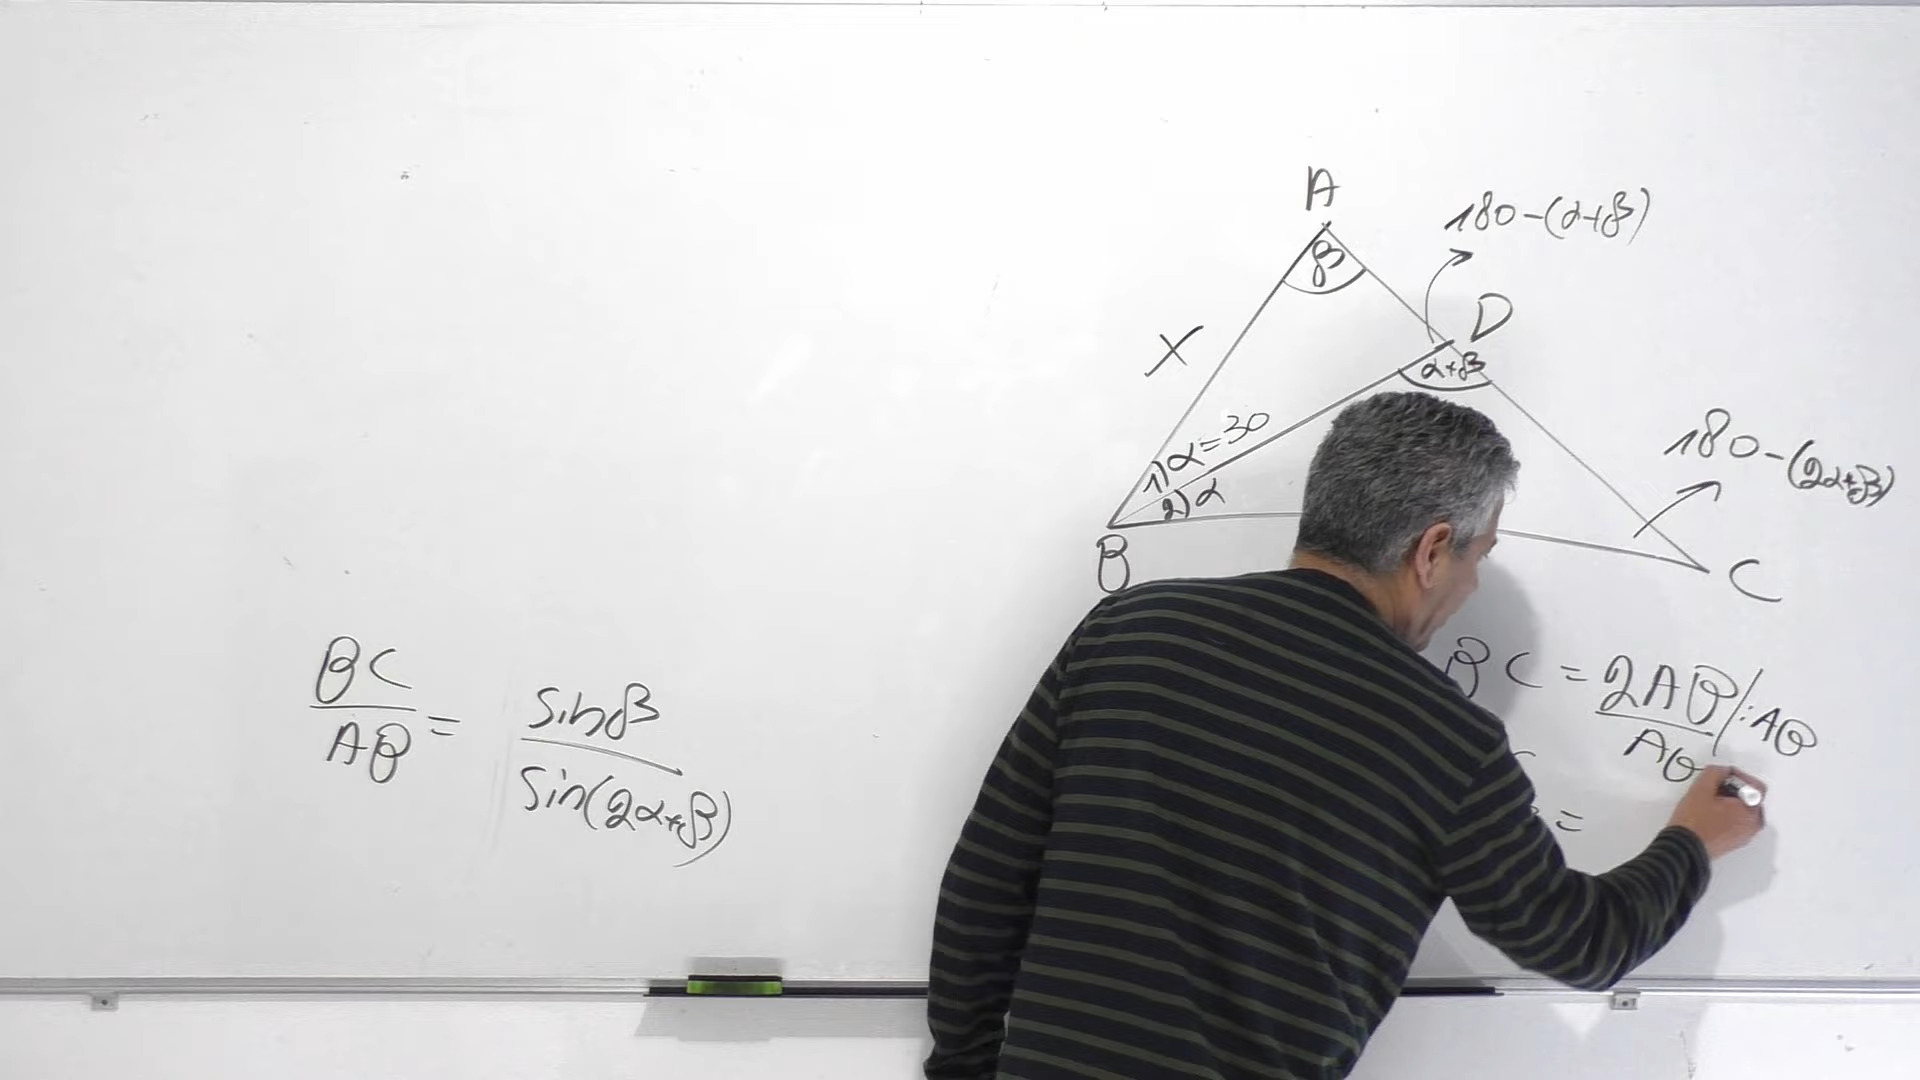 A
180-(α+β)
β
D
X
α+β
1)α=30
180-(2α+β)
2)α
B
C
BC/AB = sinβ/sin(2α+β)
BC = 2AB/AB /:AB
=